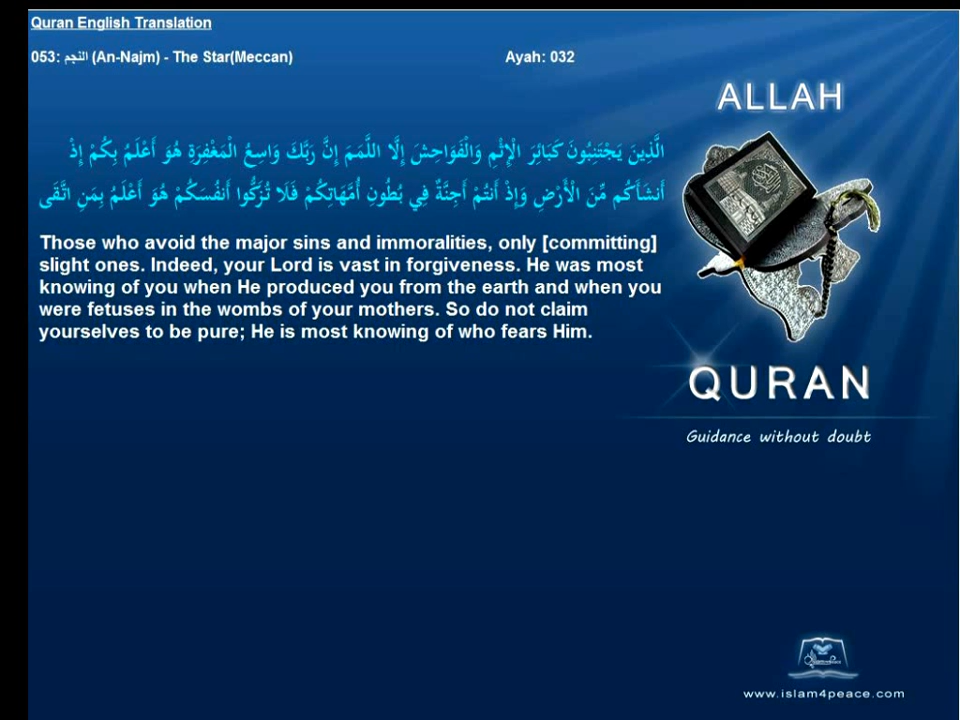 Quran English Translation
053: النجم (An-Najm) - The Star(Meccan)
Ayah: 032
الَّذِينَ يَجْتَنِبُونَ كَبَائِرَ الْإِثْمِ وَالْفَوَاحِشَ إِلَّا اللَّمَمَ إِنَّ رَبَّكَ وَاسِعُ الْمَغْفِرَةِ هُوَ أَعْلَمُ بِكُمْ إِذْ
أَنشَأَكُم مِّنَ الْأَرْضِ وَإِذْ أَنتُمْ أَجِنَّةٌ فِي بُطُونِ أُمَّهَاتِكُمْ فَلَا تُزَكُّوا أَنفُسَكُمْ هُوَ أَعْلَمُ بِمَنِ اتَّقَى
Those who avoid the major sins and immoralities, only [committing]
slight ones. Indeed, your Lord is vast in forgiveness. He was most
knowing of you when He produced you from the earth and when you
were fetuses in the wombs of your mothers. So do not claim
yourselves to be pure; He is most knowing of who fears Him.
ALLAH
QURAN
Guidance without doubt
www.islam4peace.com